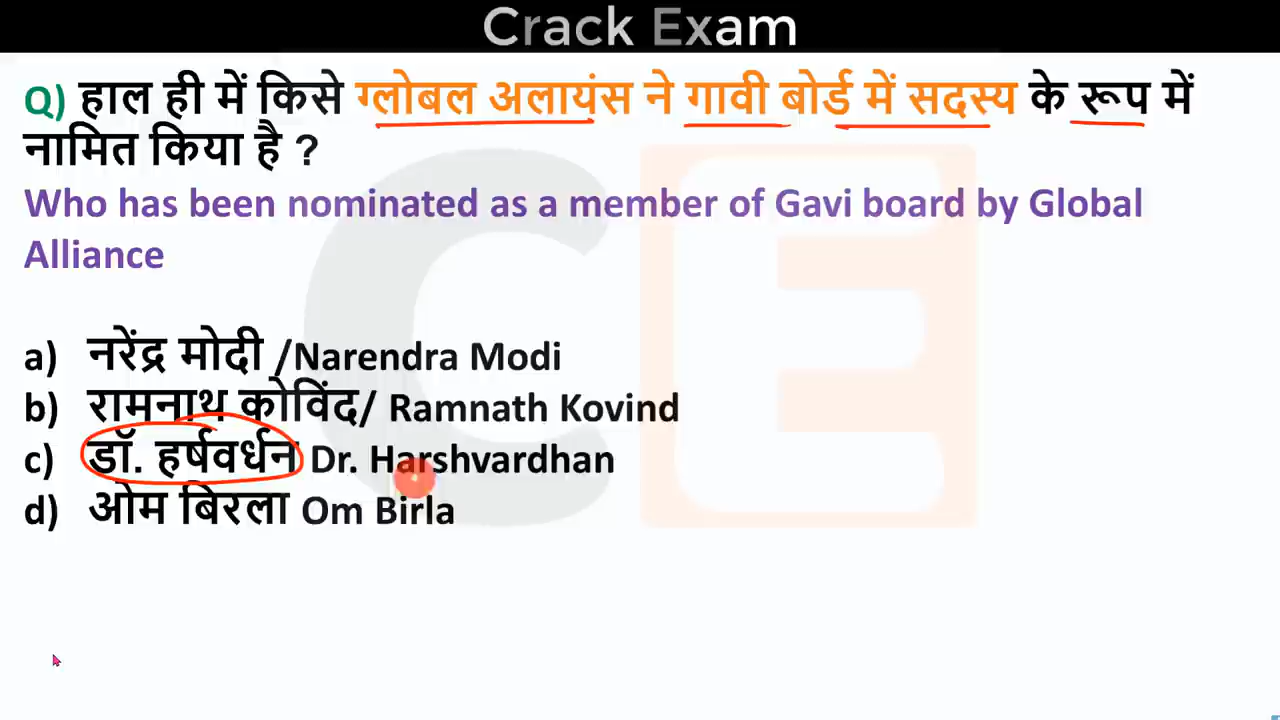 Crack Exam
Q) हाल ही में किसे ग्लोबल अलायंस ने गावी बोर्ड में सदस्य के रूप में
नामित किया है ?
Who has been nominated as a member of Gavi board by Global
Alliance
a) नरेंद्र मोदी /Narendra Modi
b) रामनाथ कोविंद/ Ramnath Kovind
c) डॉ. हर्षवर्धन Dr. Harshvardhan
d) ओम बिरला Om Birla
CE